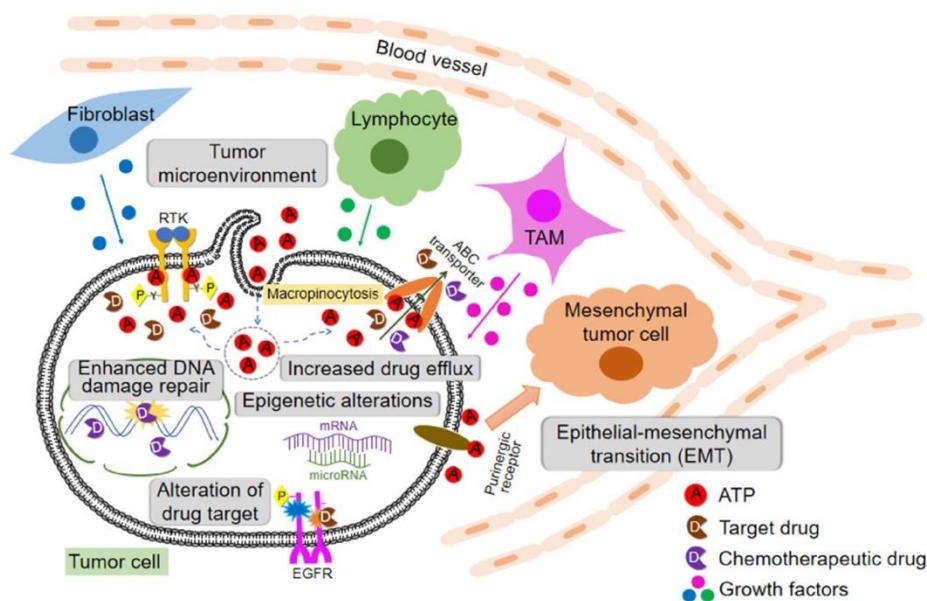 Blood vessel
Fibroblast
Lymphocyte
Tumor
microenvironment
RTK
A
A
A
A
A
A
A
P
Y
Y
P
D
D
A
D
A
A
Macropinocytosis
ABC
transporter
TAM
D
D
D
A
A
A
A
D
A
A
A
Mesenchymal
tumor cell
Enhanced DNA
damage repair
D
D
D
Increased drug efflux
Epigenetic alterations
mRNA
microRNA
A
A
A
Purinergic
receptor
Epithelial-mesenchymal
transition (EMT)
Alteration of
drug target
P
D
EGFR
Tumor cell
A ATP
D Target drug
D Chemotherapeutic drug
Growth factors